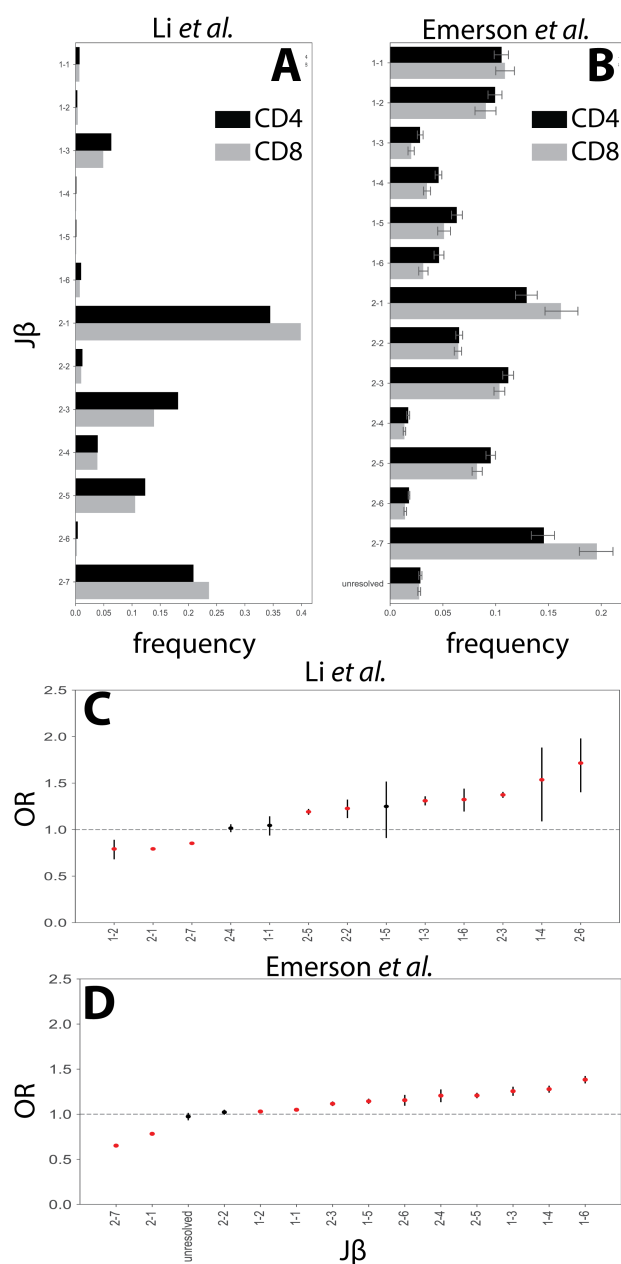 Li et al.
A
1-1
1-2
1-3
1-4
1-5
1-6
2-1
2-2
2-3
2-4
2-5
2-6
2-7
CD4
CD8
Jβ
0.0 0.05 0.1 0.15 0.2 0.25 0.3 0.35 0.4
frequency
Emerson et al.
B
1-1
1-2
1-3
1-4
1-5
1-6
2-1
2-2
2-3
2-4
2-5
2-6
2-7
unresolved
CD4
CD8
0.0 0.05 0.1 0.15 0.2
frequency
Li et al.
C
OR
2.5
2.0
1.5
1.0
0.5
0.0
1-2 2-1 2-7 2-4 1-1 2-5 2-2 1-5 1-3 1-6 2-3 1-4 2-6
Emerson et al.
D
OR
2.5
2.0
1.5
1.0
0.5
0.0
2-7 2-1 unresolved 2-2 1-2 1-1 2-3 1-5 2-6 2-4 2-5 1-3 1-4 1-6
Jβ